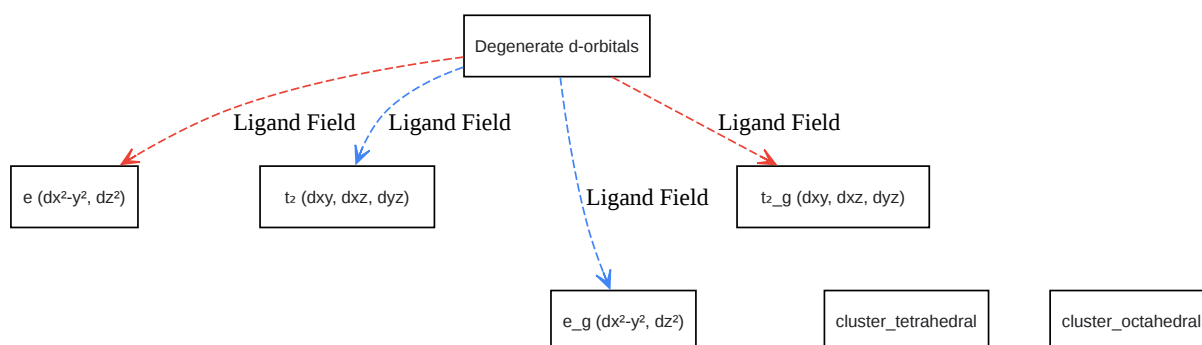 Degenerate d-orbitals
Ligand Field
Ligand Field
Ligand Field
e (dx²-y², dz²)
t₂ (dxy, dxz, dyz)
Ligand Field
t₂_g (dxy, dxz, dyz)
e_g (dx²-y², dz²)
cluster_tetrahedral
cluster_octahedral